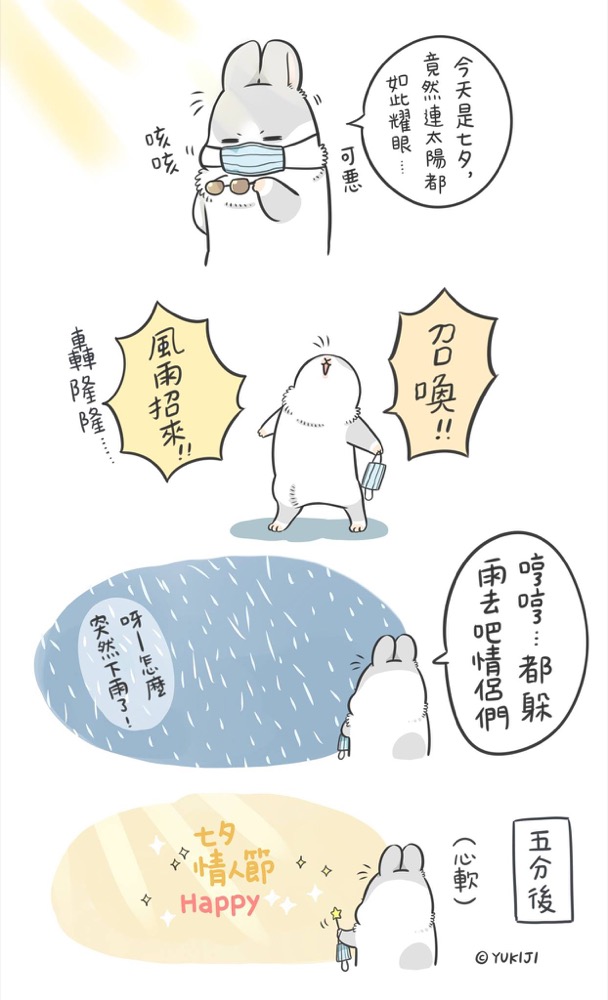 今天是七夕，
竟然連太陽都
如此耀眼…
可惡
咳咳
召喚!!
風雨招來!!
轟隆隆……
哼哼…都躲
雨去吧情侶們
呀—怎麼
突然下雨了!
五分後
(心軟)
七夕
情人節
Happy
©YUKIJI